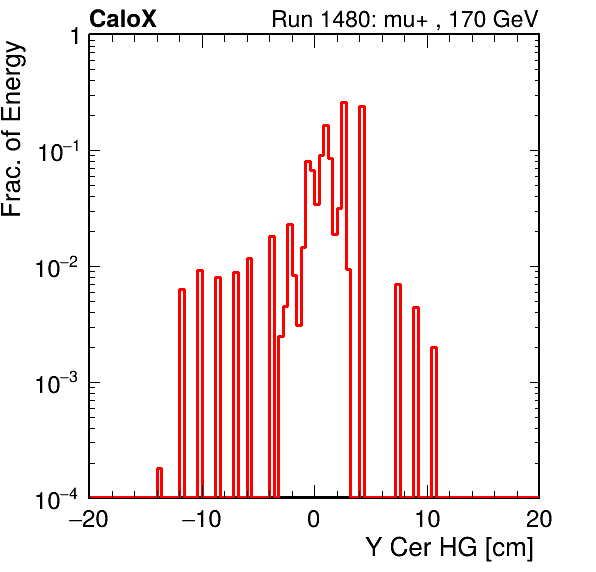 CaloX Run 1480: mu+ , 170 GeV
Frac. of Energy
1
10⁻¹
10⁻²
10⁻³
10⁻⁴
−20 −10 0 10 20
Y Cer HG [cm]